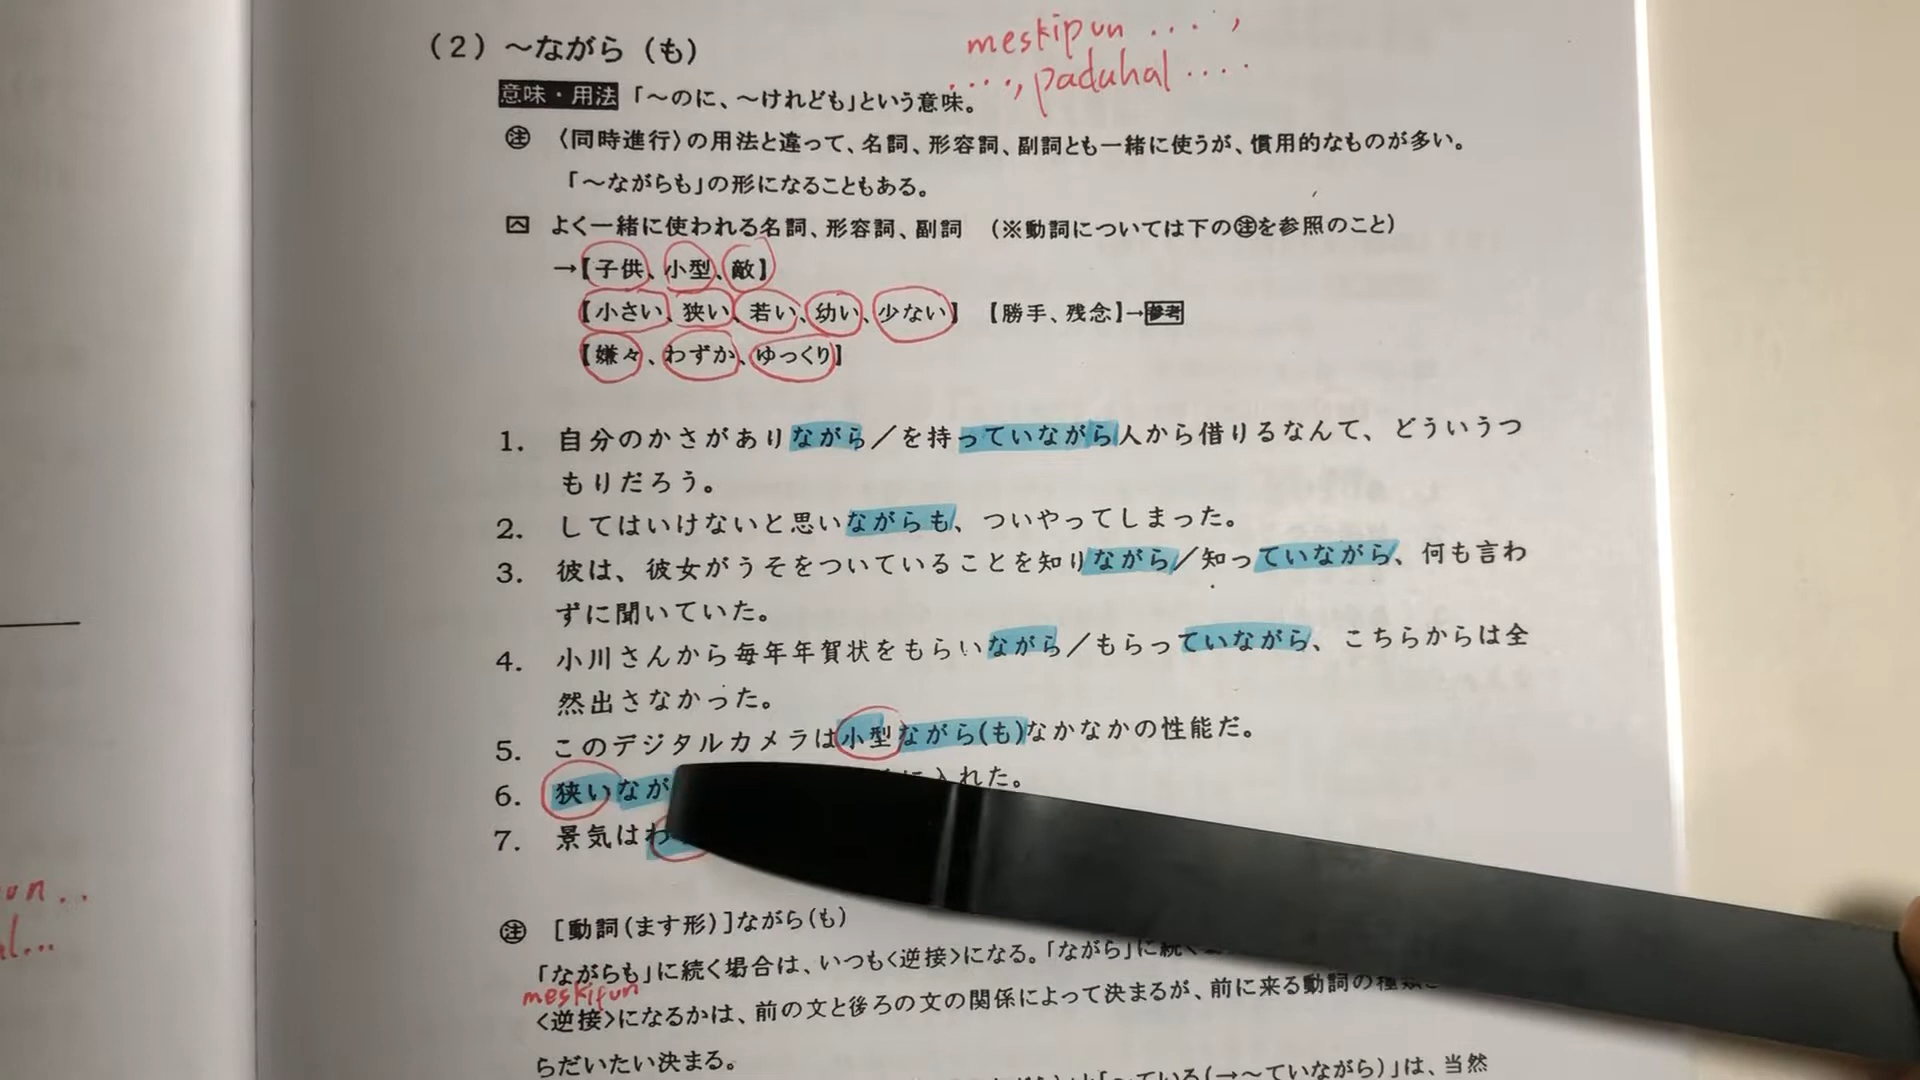 (2) ~ながら(も)
meskipun ....,
...., paduhal ....
意味・用法 「~のに、~けれども」という意味。
㊟ 〈同時進行〉の用法と違って、名詞、形容詞、副詞とも一緒に使うが、慣用的なものが多い。
「~ながらも」の形になることもある。
よく一緒に使われる名詞、形容詞、副詞 (※動詞については下の㊟を参照のこと)
→【子供、小型、敵】
【小さい、狭い、若い、幼い、少ない】 【勝手、残念】→参考
【嫌々、わずか、ゆっくり】
1. 自分のかさがありながら/を持っていながら人から借りるなんて、どういうつ
もりだろう。
2. してはいけないと思いながらも、ついやってしまった。
3. 彼は、彼女がうそをついていることを知りながら/知っていながら、何も言わ
ずに聞いていた。
4. 小川さんから毎年年賀状をもらいながら/もらっていながら、こちらからは全
然出さなかった。
5. このデジタルカメラは小型ながら(も)なかなかの性能だ。
6. 狭いなが 入れた。
7. 景気はわ
㊟ [動詞(ます形)]ながら(も)
「ながらも」に続く場合は、いつも<逆接>になる。「ながら」に続く
meskipun
<逆接>になるかは、前の文と後ろの文の関係によって決まるが、前に来る動詞の種類
らだいたい決まる。
「~ている(→~ていながら)」は、当然
un..
al...